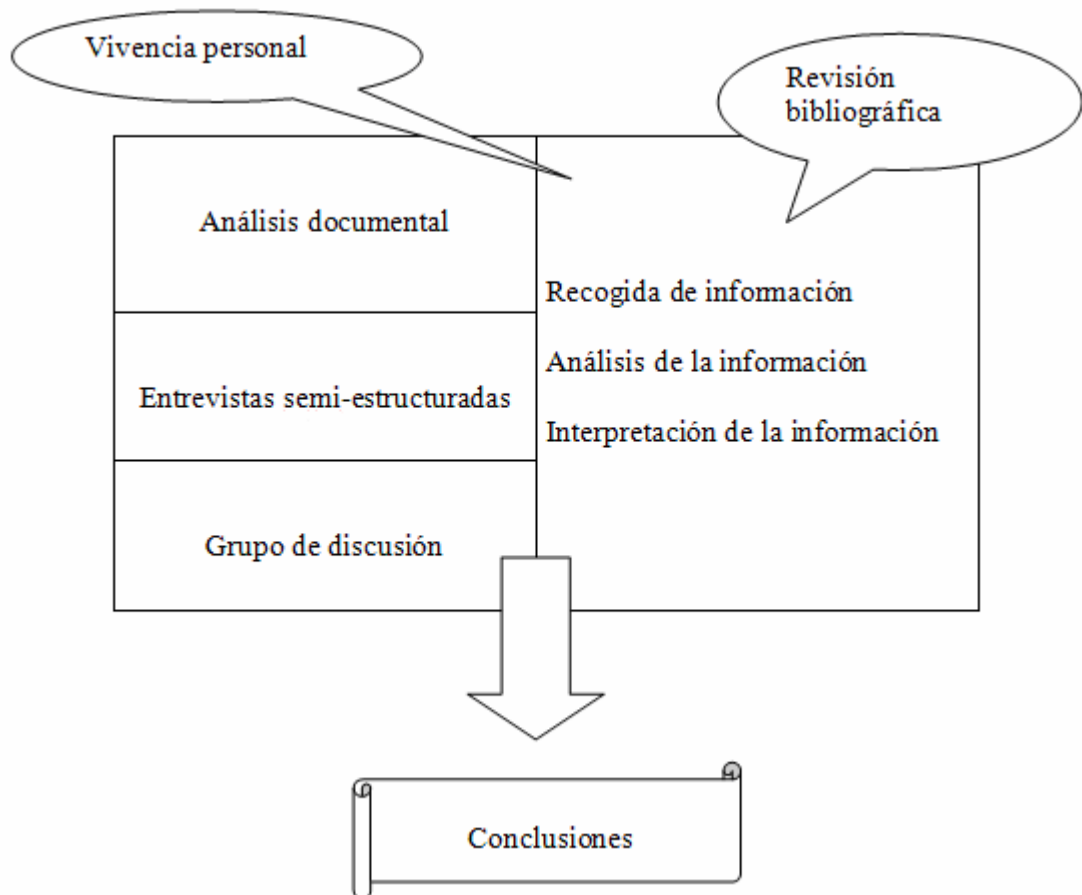 Vivencia personal
Revisión
bibliográfica
Análisis documental
Recogida de información
Análisis de la información
Entrevistas semi-estructuradas
Interpretación de la información
Grupo de discusión
Conclusiones